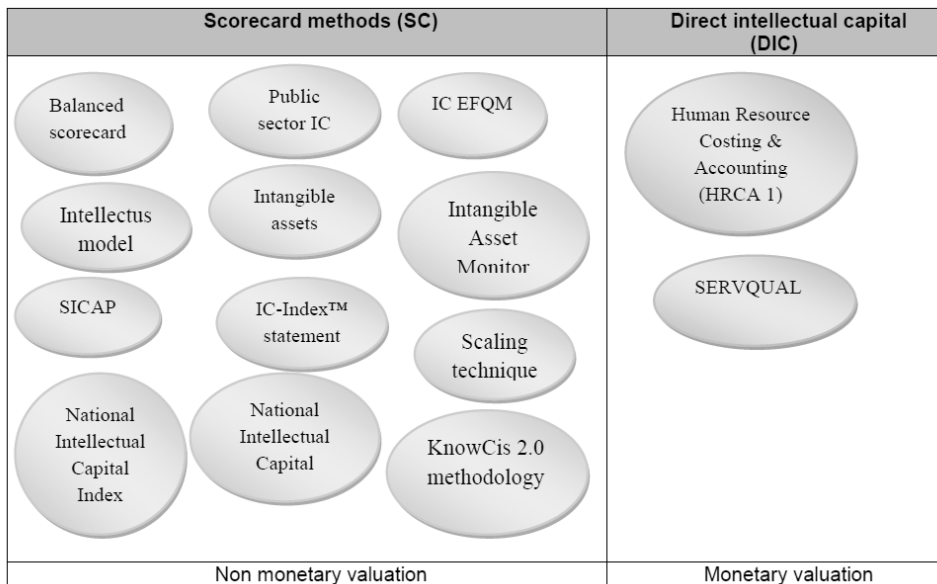 Scorecard methods (SC)
Direct intellectual capital
(DIC)
Balanced
scorecard
Public
sector IC
IC EFQM
Human Resource
Costing &
Accounting
(HRCA 1)
Intellectus
model
Intangible
assets
Intangible
Asset
Monitor
SICAP
IC-Index™
statement
Scaling
technique
SERVQUAL
National
Intellectual
Capital
Index
National
Intellectual
Capital
KnowCis 2.0
methodology
Non monetary valuation
Monetary valuation